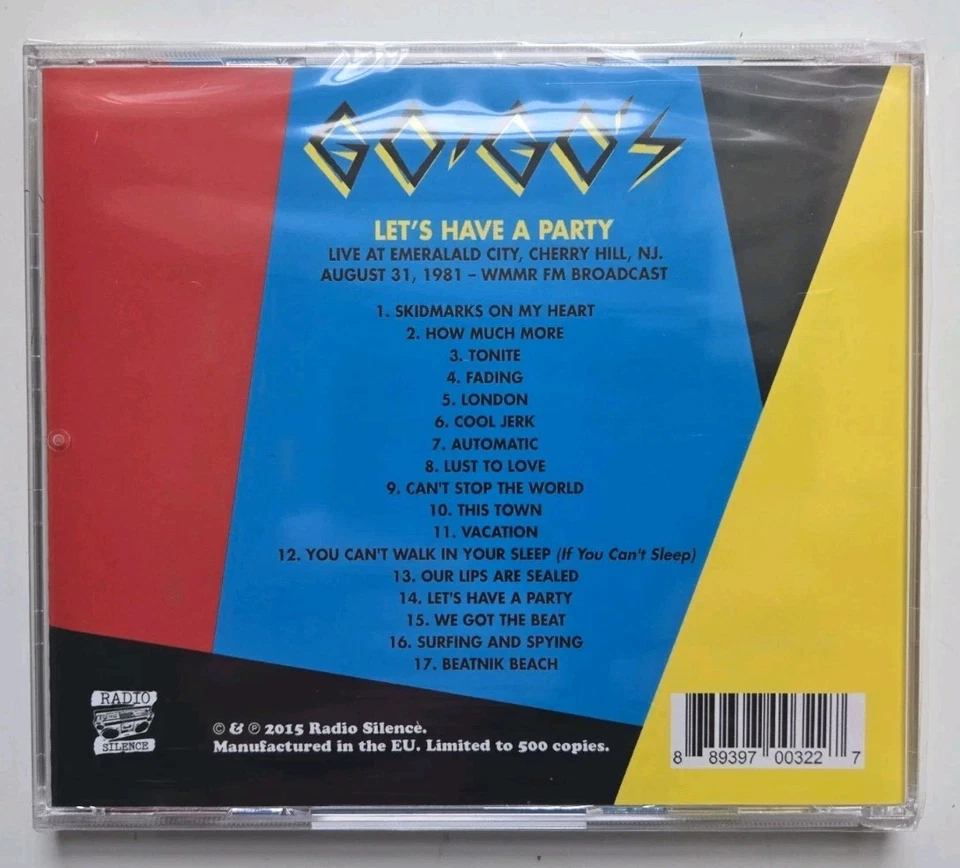 GO·GO'S
LET'S HAVE A PARTY
LIVE AT EMERALALD CITY, CHERRY HILL, NJ.
AUGUST 31, 1981 – WMMR FM BROADCAST
1. SKIDMARKS ON MY HEART
2. HOW MUCH MORE
3. TONITE
4. FADING
5. LONDON
6. COOL JERK
7. AUTOMATIC
8. LUST TO LOVE
9. CAN'T STOP THE WORLD
10. THIS TOWN
11. VACATION
12. YOU CAN'T WALK IN YOUR SLEEP (If You Can't Sleep)
13. OUR LIPS ARE SEALED
14. LET'S HAVE A PARTY
15. WE GOT THE BEAT
16. SURFING AND SPYING
17. BEATNIK BEACH
RADIO
SILENCE
© & ℗ 2015 Radio Silence.
Manufactured in the EU. Limited to 500 copies.
8 89397 00322 7